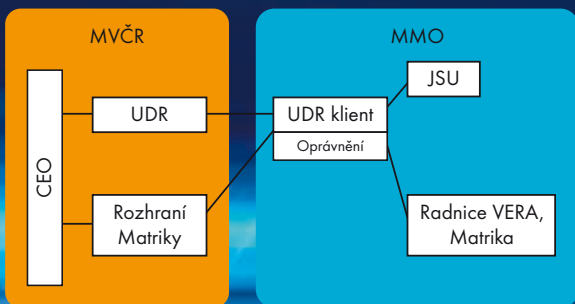 MVČR
MMO
CEO
UDR
UDR klient
Oprávnění
JSU
Rozhraní
Matriky
Radnice VERA,
Matrika